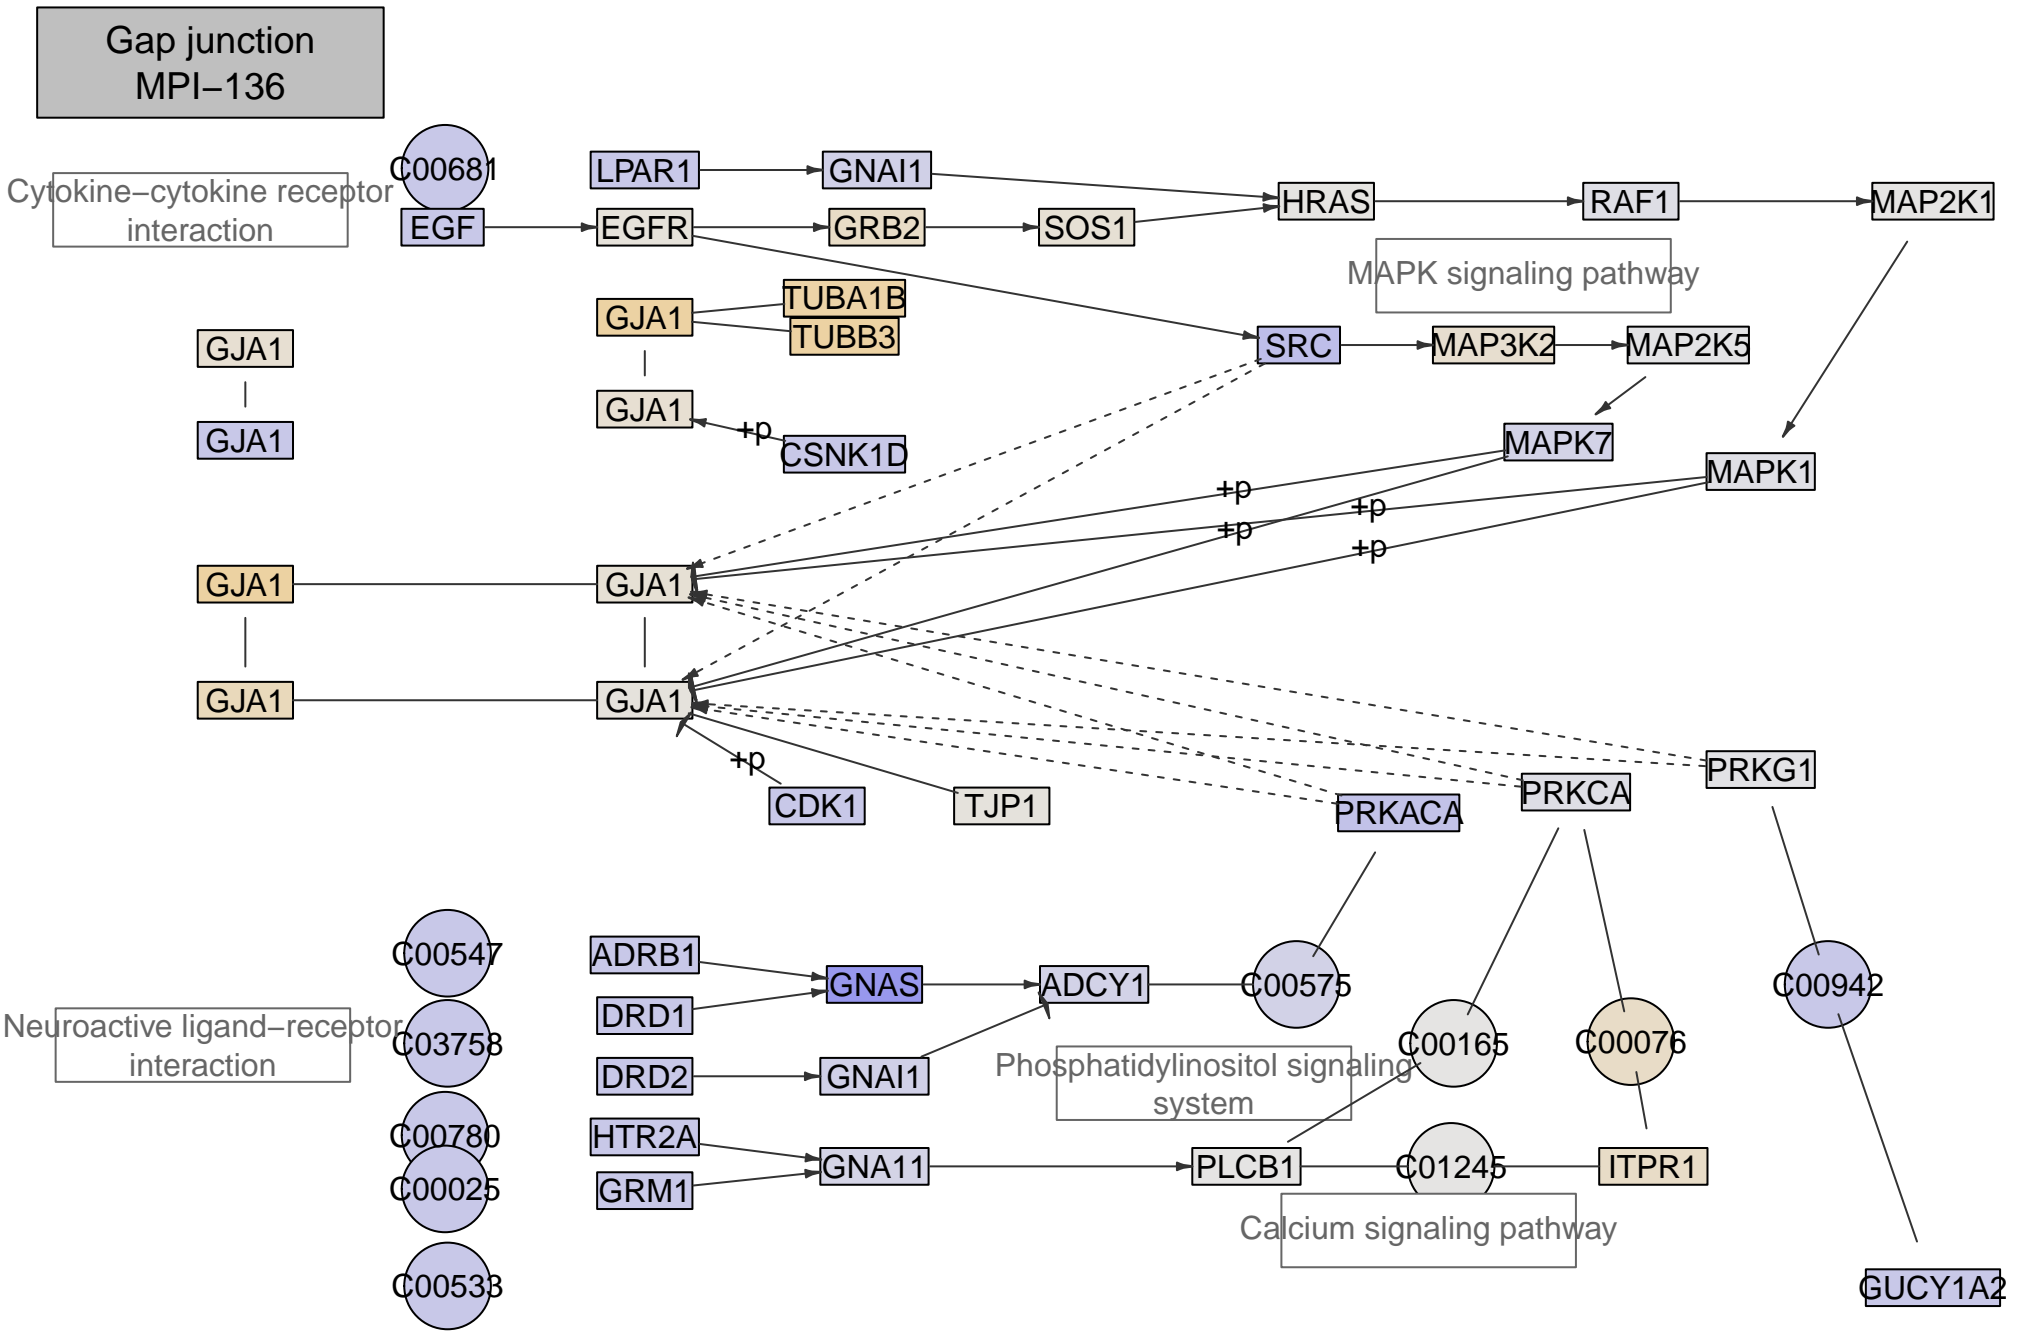 Gap junction
MPI−136
C00681
LPAR1
GNAI1
Cytokine−cytokine receptor
interaction
HRAS
RAF1
MAP2K1
EGF
EGFR
GRB2
SOS1
MAPK signaling pathway
TUBA1B
GJA1
TUBB3
GJA1
SRC
MAP3K2
MAP2K5
GJA1
+p
CSNK1D
GJA1
MAPK7
MAPK1
+p
+p
+p
+p
GJA1
GJA1
GJA1
GJA1
+p
CDK1
TJP1
PRKACA
PRKCA
PRKG1
C00547
ADRB1
GNAS
ADCY1
C00575
C00942
DRD1
Neuroactive ligand−receptor
interaction
C03758
C00165
C00076
DRD2
GNAI1
Phosphatidylinositol signaling
system
C00780
HTR2A
GNA11
PLCB1
C01245
ITPR1
C00025
GRM1
Calcium signaling pathway
C00533
GUCY1A2